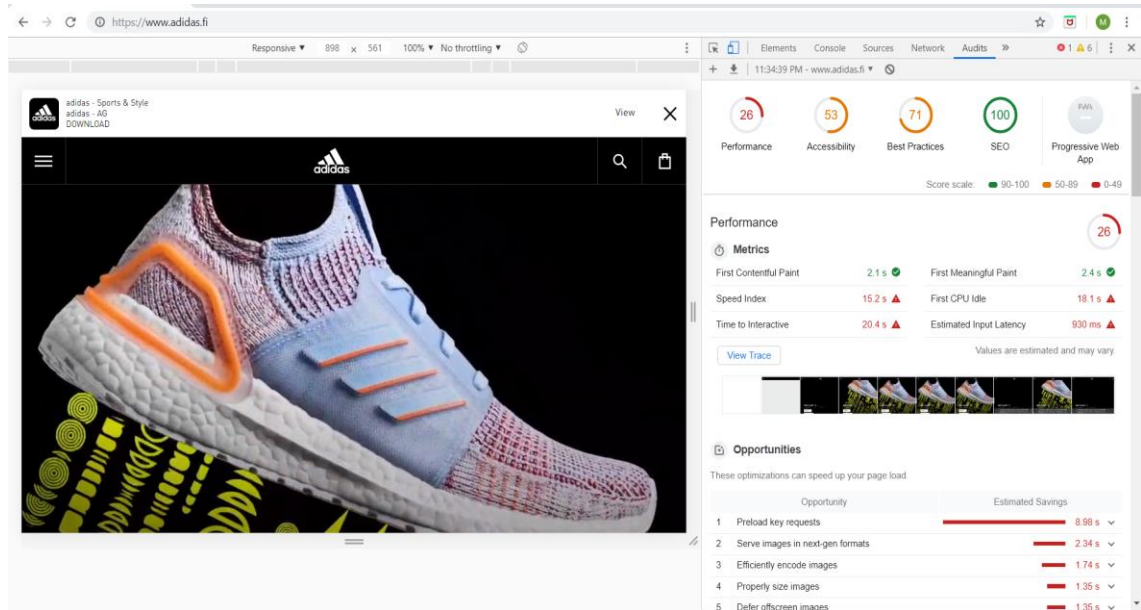 https://www.adidas.fi
M
Responsive ▼ 898 x 561 100% ▼ No throttling ▼
Elements Console Sources Network Audits » 1 6
11:34:39 PM - www.adidas.fi ▼
adidas
adidas - Sports & Style
adidas - AG
DOWNLOAD
View
adidas
26 53 71 100
Performance Accessibility Best Practices SEO Progressive Web App
Score scale: 90-100 50-89 0-49
Performance
26
Metrics
First Contentful Paint 2.1 s First Meaningful Paint 2.4 s
Speed Index 15.2 s First CPU Idle 18.1 s
Time to Interactive 20.4 s Estimated Input Latency 930 ms
View Trace Values are estimated and may vary.
Opportunities
These optimizations can speed up your page load.
Opportunity Estimated Savings
1 Preload key requests 8.98 s
2 Serve images in next-gen formats 2.34 s
3 Efficiently encode images 1.74 s
4 Properly size images 1.35 s
5 Defer offscreen images 1.35 s